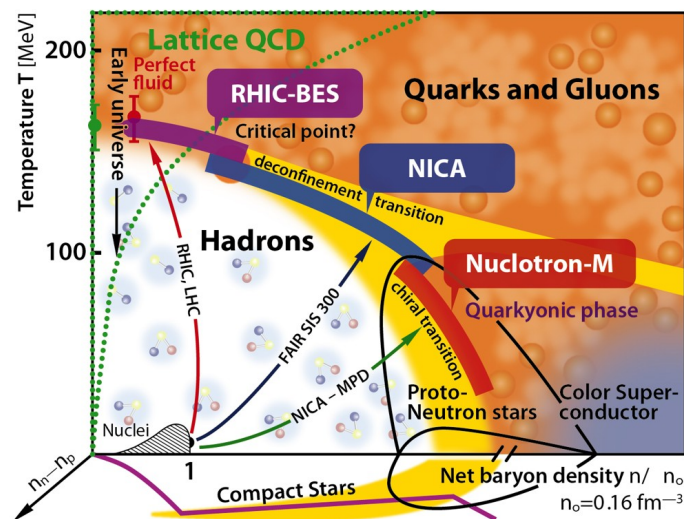 200
100
Temperature T [MeV]
Early universe
Lattice QCD
Perfect
fluid
RHIC-BES
Critical point?
Quarks and Gluons
deconfinement transition
NICA
Hadrons
Nuclotron-M
Quarkyonic phase
chiral transition
RHIC, LHC
FAIR SIS 300
NICA – MPD
Proto-
Neutron stars
Color Super-
conductor
Nuclei
1
nₙ–nₚ
Compact Stars
Net baryon density n/ n₀
n₀=0.16 fm⁻³